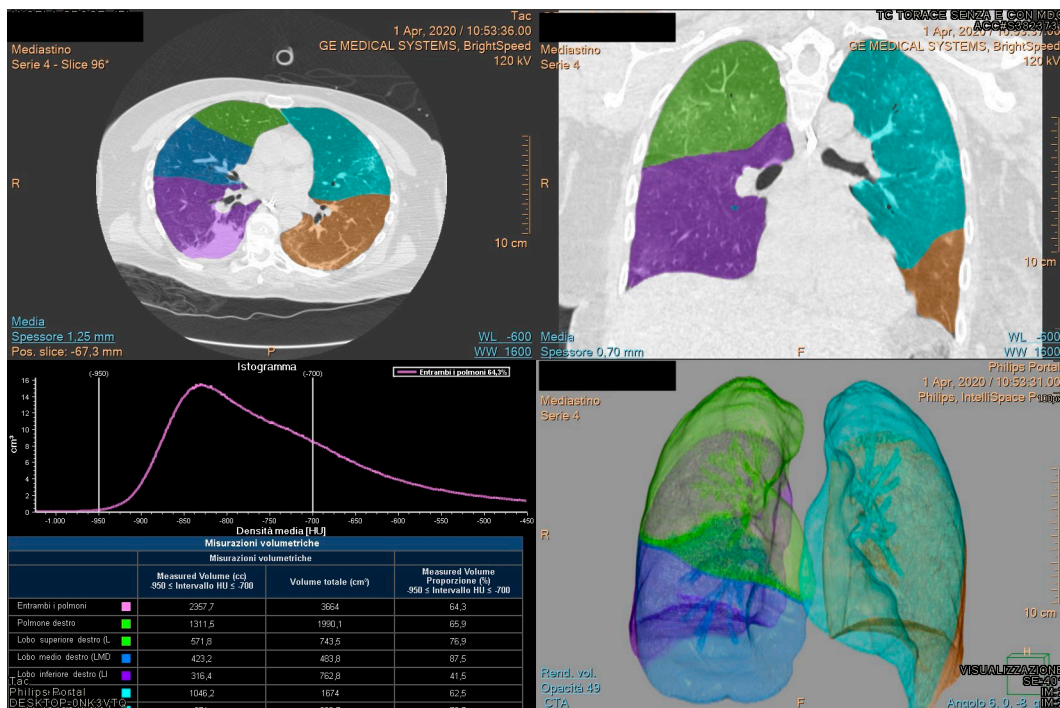 Tac
1 Apr, 2020 / 10:53:36.00
GE MEDICAL SYSTEMS, BrightSpeed
120 kV
Mediastino
Serie 4 - Slice 96*
R
10 cm
Media
Spessore 1,25 mm
Pos. slice: -67,3 mm
P
WL -600
WW 1600
TC TORACE SENZA E CON
1 Apr, 2020 /
GE MEDICAL SYSTEMS, BrightSpeed
120 kV
Mediastino
Serie 4
R
10 cm
Media
Spessore 0,70 mm
F
WL -600
WW 1600
Istogramma
(-950)
(-700)
Entrambi i polmoni 64,3%
cm³
16
14
12
10
8
6
4
2
0
-1.000
-950
-900
-850
-800
-750
-700
-650
-600
-550
-500
-450
Densità media [HU]
Misurazioni volumetriche
Misurazioni volumetriche
Measured Volume (cc)
-950 ≤ Intervallo HU ≤ -700
Volume totale (cm³)
Measured Volume
Proporzione (%)
-950 ≤ Intervallo HU ≤ -700
Entrambi i polmoni 2357,7 3664 64,3
Polmone destro 1311,5 1990,1 65,9
Lobo superiore destro (L 571,8 743,5 76,9
Lobo medio destro (LMD 423,2 483,8 87,5
Lobo inferiore destro (LI 316,4 762,8 41,5
Tac
Philips Portal 1046,2 1674 62,5
DESKTOP-0NK3VTQ
Philips Portal
1 Apr, 2020 / 10:53:31.00
Philips, IntelliSpace
Mediastino
Serie 4
R
10 cm
H
Rend. vol.
Opacità 49
CTA
F
VISUALIZZAZIONE
Angolo 6, 0, -8